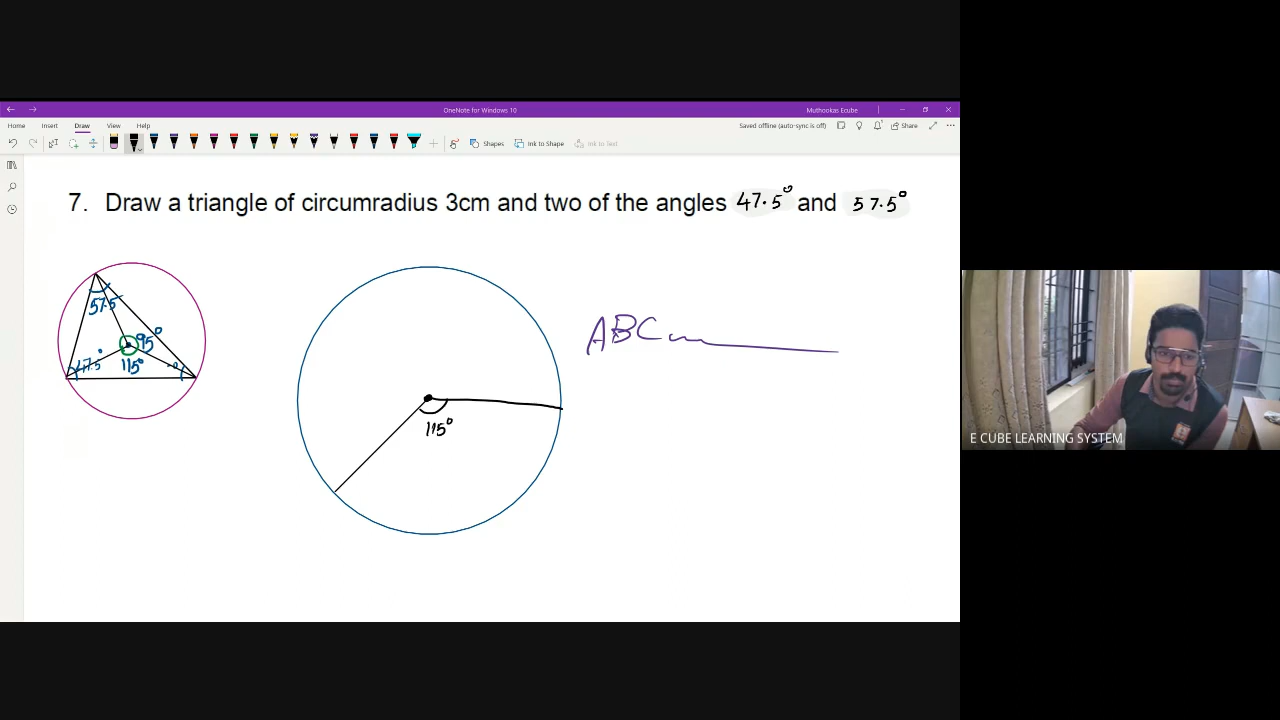 OneNote for Windows 10
Muthookas Ecube
Home Insert Draw View Help
Saved offline (auto-sync is off)
Share
Shapes
Ink to Shape
Ink to Text
7. Draw a triangle of circumradius 3cm and two of the angles 47.5° and 57.5°
57.5
95°
47.5°
115°
ABC
115°
E CUBE LEARNING SYSTEM